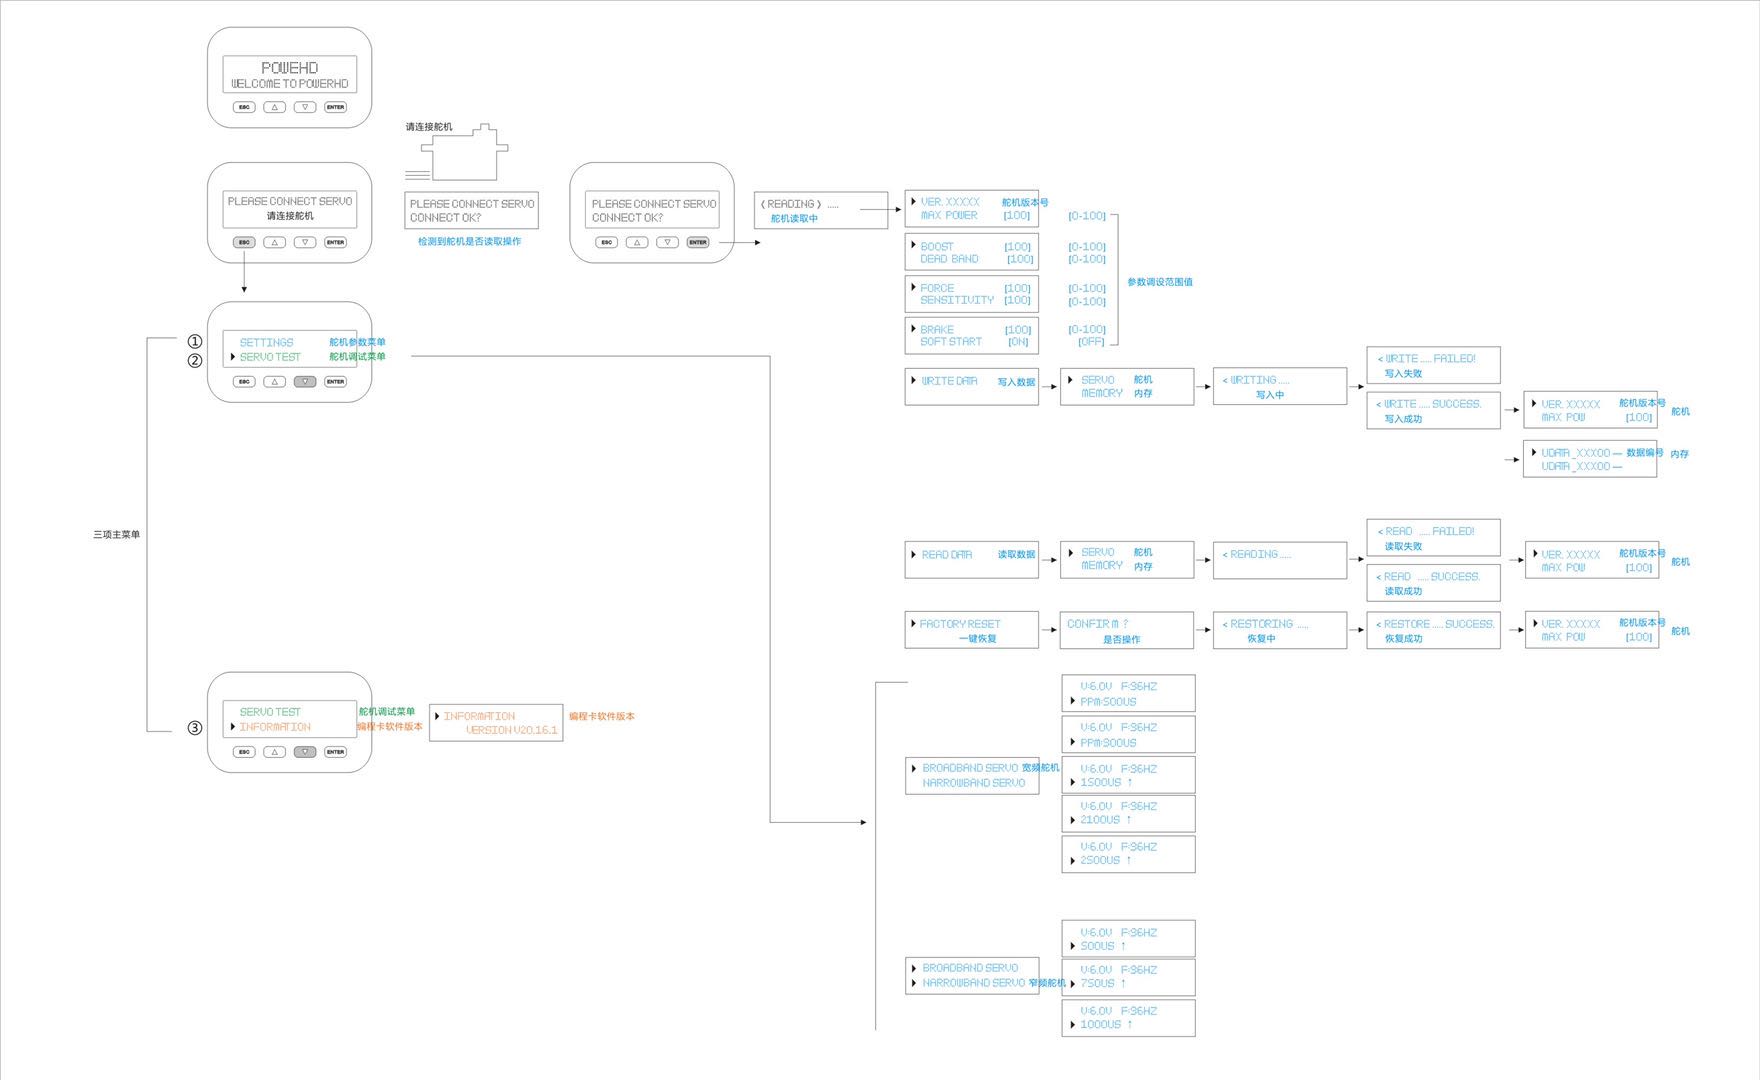 POWEHD
WELCOME TO POWERHD
ESC △ ▽ ENTER
请连接舵机
PLEASE CONNECT SERVO
请连接舵机
ESC △ ▽ ENTER
PLEASE CONNECT SERVO
CONNECT OK?
检测到舵机是否读取操作
PLEASE CONNECT SERVO
CONNECT OK?
ESC △ ▽ ENTER
( READING ) .....
舵机读取中
VER. XXXXX 舵机版本号
MAX POWER [100] [0-100]
BOOST [100] [0-100]
DEAD BAND [100] [0-100]
FORCE [100] [0-100]
SENSITIVITY [100] [0-100]
BRAKE [100] [0-100]
SOFT START [ON] [OFF]
参数调设范围值
① SETTINGS 舵机参数菜单
② SERVO TEST 舵机调试菜单
ESC △ ▽ ENTER
WRITE DATA 写入数据
SERVO 舵机
MEMORY 内存
< WRITING .....
写入中
< WRITE ..... FAILED!
写入失败
< WRITE ..... SUCCESS.
写入成功
VER. XXXXX 舵机版本号
MAX POW [100]
舵机
UDATA_XXX00 — 数据编号
UDATA_XXX00 —
内存
三项主菜单
READ DATA 读取数据
SERVO 舵机
MEMORY 内存
< READING .....
< READ ..... FAILED!
读取失败
< READ ..... SUCCESS.
读取成功
VER. XXXXX 舵机版本号
MAX POW [100]
舵机
FACTORY RESET
一键恢复
CONFIRM ?
是否操作
< RESTORING .....
恢复中
< RESTORE ..... SUCCESS.
恢复成功
VER. XXXXX 舵机版本号
MAX POW [100]
舵机
SERVO TEST 舵机调试菜单
③ INFORMATION 编程卡软件版本
ESC △ ▽ ENTER
INFORMATION
VERSION V20.16.1
编程卡软件版本
BROADBAND SERVO 宽频舵机
NARROWBAND SERVO
V:6.0V F:36HZ
PPM:500US
V:6.0V F:36HZ
PPM:300US
V:6.0V F:36HZ
1500US ↑
V:6.0V F:36HZ
2100US ↑
V:6.0V F:36HZ
2500US ↑
BROADBAND SERVO
NARROWBAND SERVO 窄频舵机
V:6.0V F:36HZ
500US ↑
V:6.0V F:36HZ
750US ↑
V:6.0V F:36HZ
1000US ↑